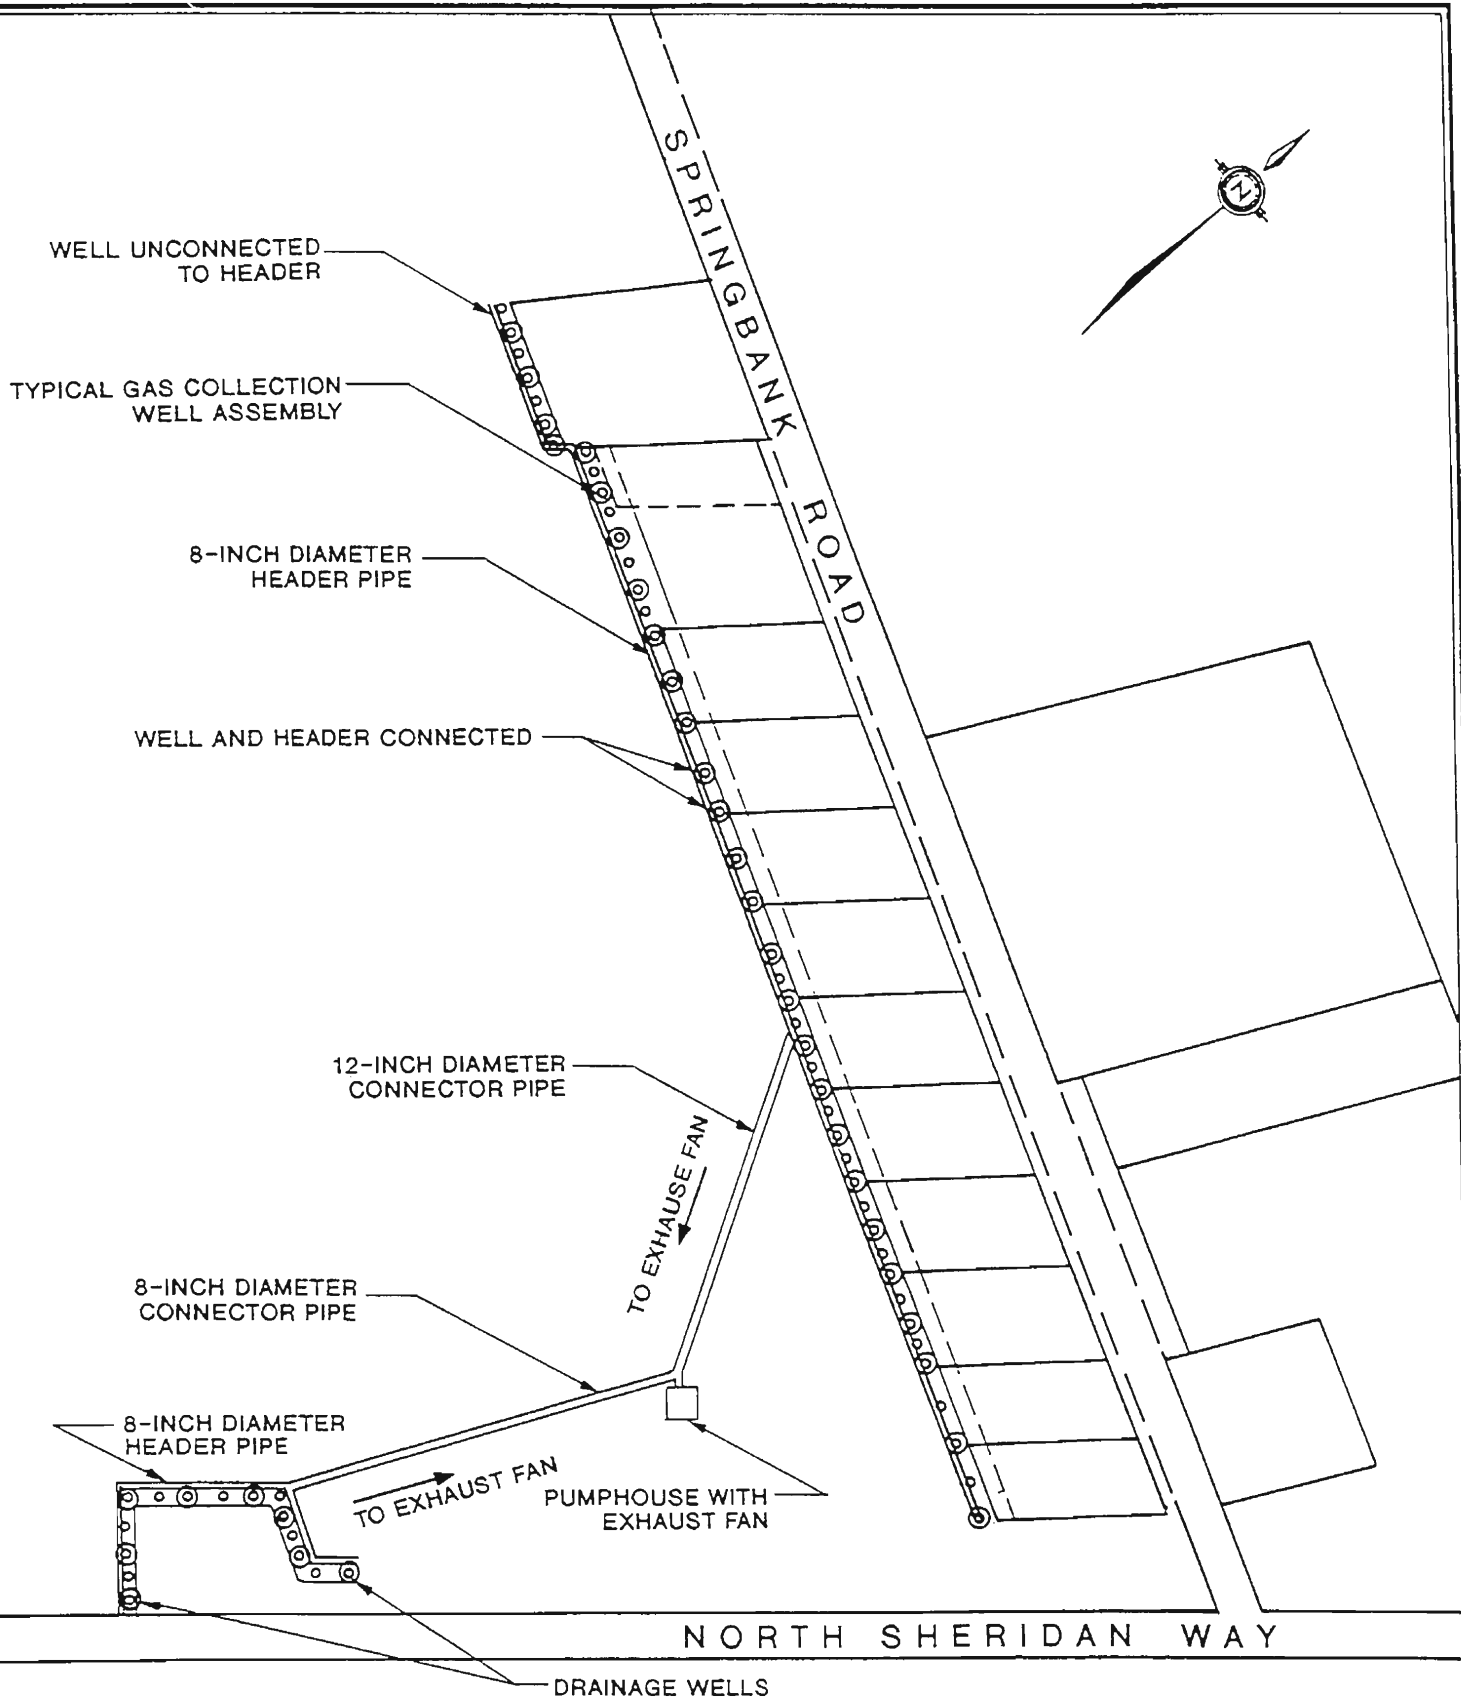 SPRINGBANK ROAD
N
WELL UNCONNECTED
TO HEADER
TYPICAL GAS COLLECTION
WELL ASSEMBLY
8-INCH DIAMETER
HEADER PIPE
WELL AND HEADER CONNECTED
12-INCH DIAMETER
CONNECTOR PIPE
TO EXHAUSE FAN
8-INCH DIAMETER
CONNECTOR PIPE
8-INCH DIAMETER
HEADER PIPE
TO EXHAUST FAN
PUMPHOUSE WITH
EXHAUST FAN
NORTH SHERIDAN WAY
DRAINAGE WELLS